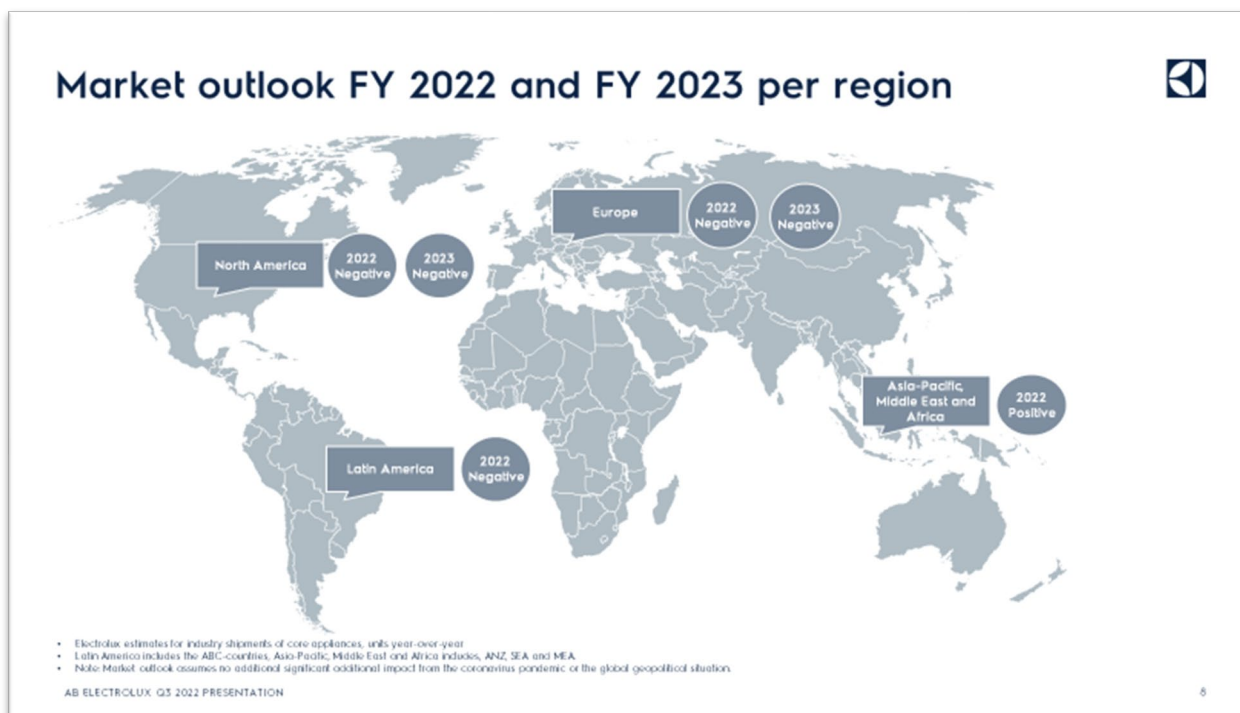 Market outlook FY 2022 and FY 2023 per region
Europe
2022
Negative
2023
Negative
North America
2022
Negative
2023
Negative
Asia-Pacific,
Middle East and
Africa
2022
Positive
Latin America
2022
Negative
• Electrolux estimates for industry shipments of core appliances, units year-over-year
• Latin America includes the ABC-countries, Asia-Pacific, Middle East and Africa includes, ANZ, SEA and MEA.
• Note: Market outlook assumes no additional significant additional impact from the coronavirus pandemic or the global geopolitical situation.
AB ELECTROLUX Q3 2022 PRESENTATION
8